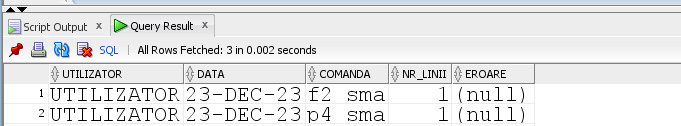 Script Output × Query Result ×
SQL | All Rows Fetched: 3 in 0.002 seconds
UTILIZATOR DATA COMANDA NR_LINII EROARE
1 UTILIZATOR 23-DEC-23 f2 sma 1 (null)
2 UTILIZATOR 23-DEC-23 p4 sma 1 (null)